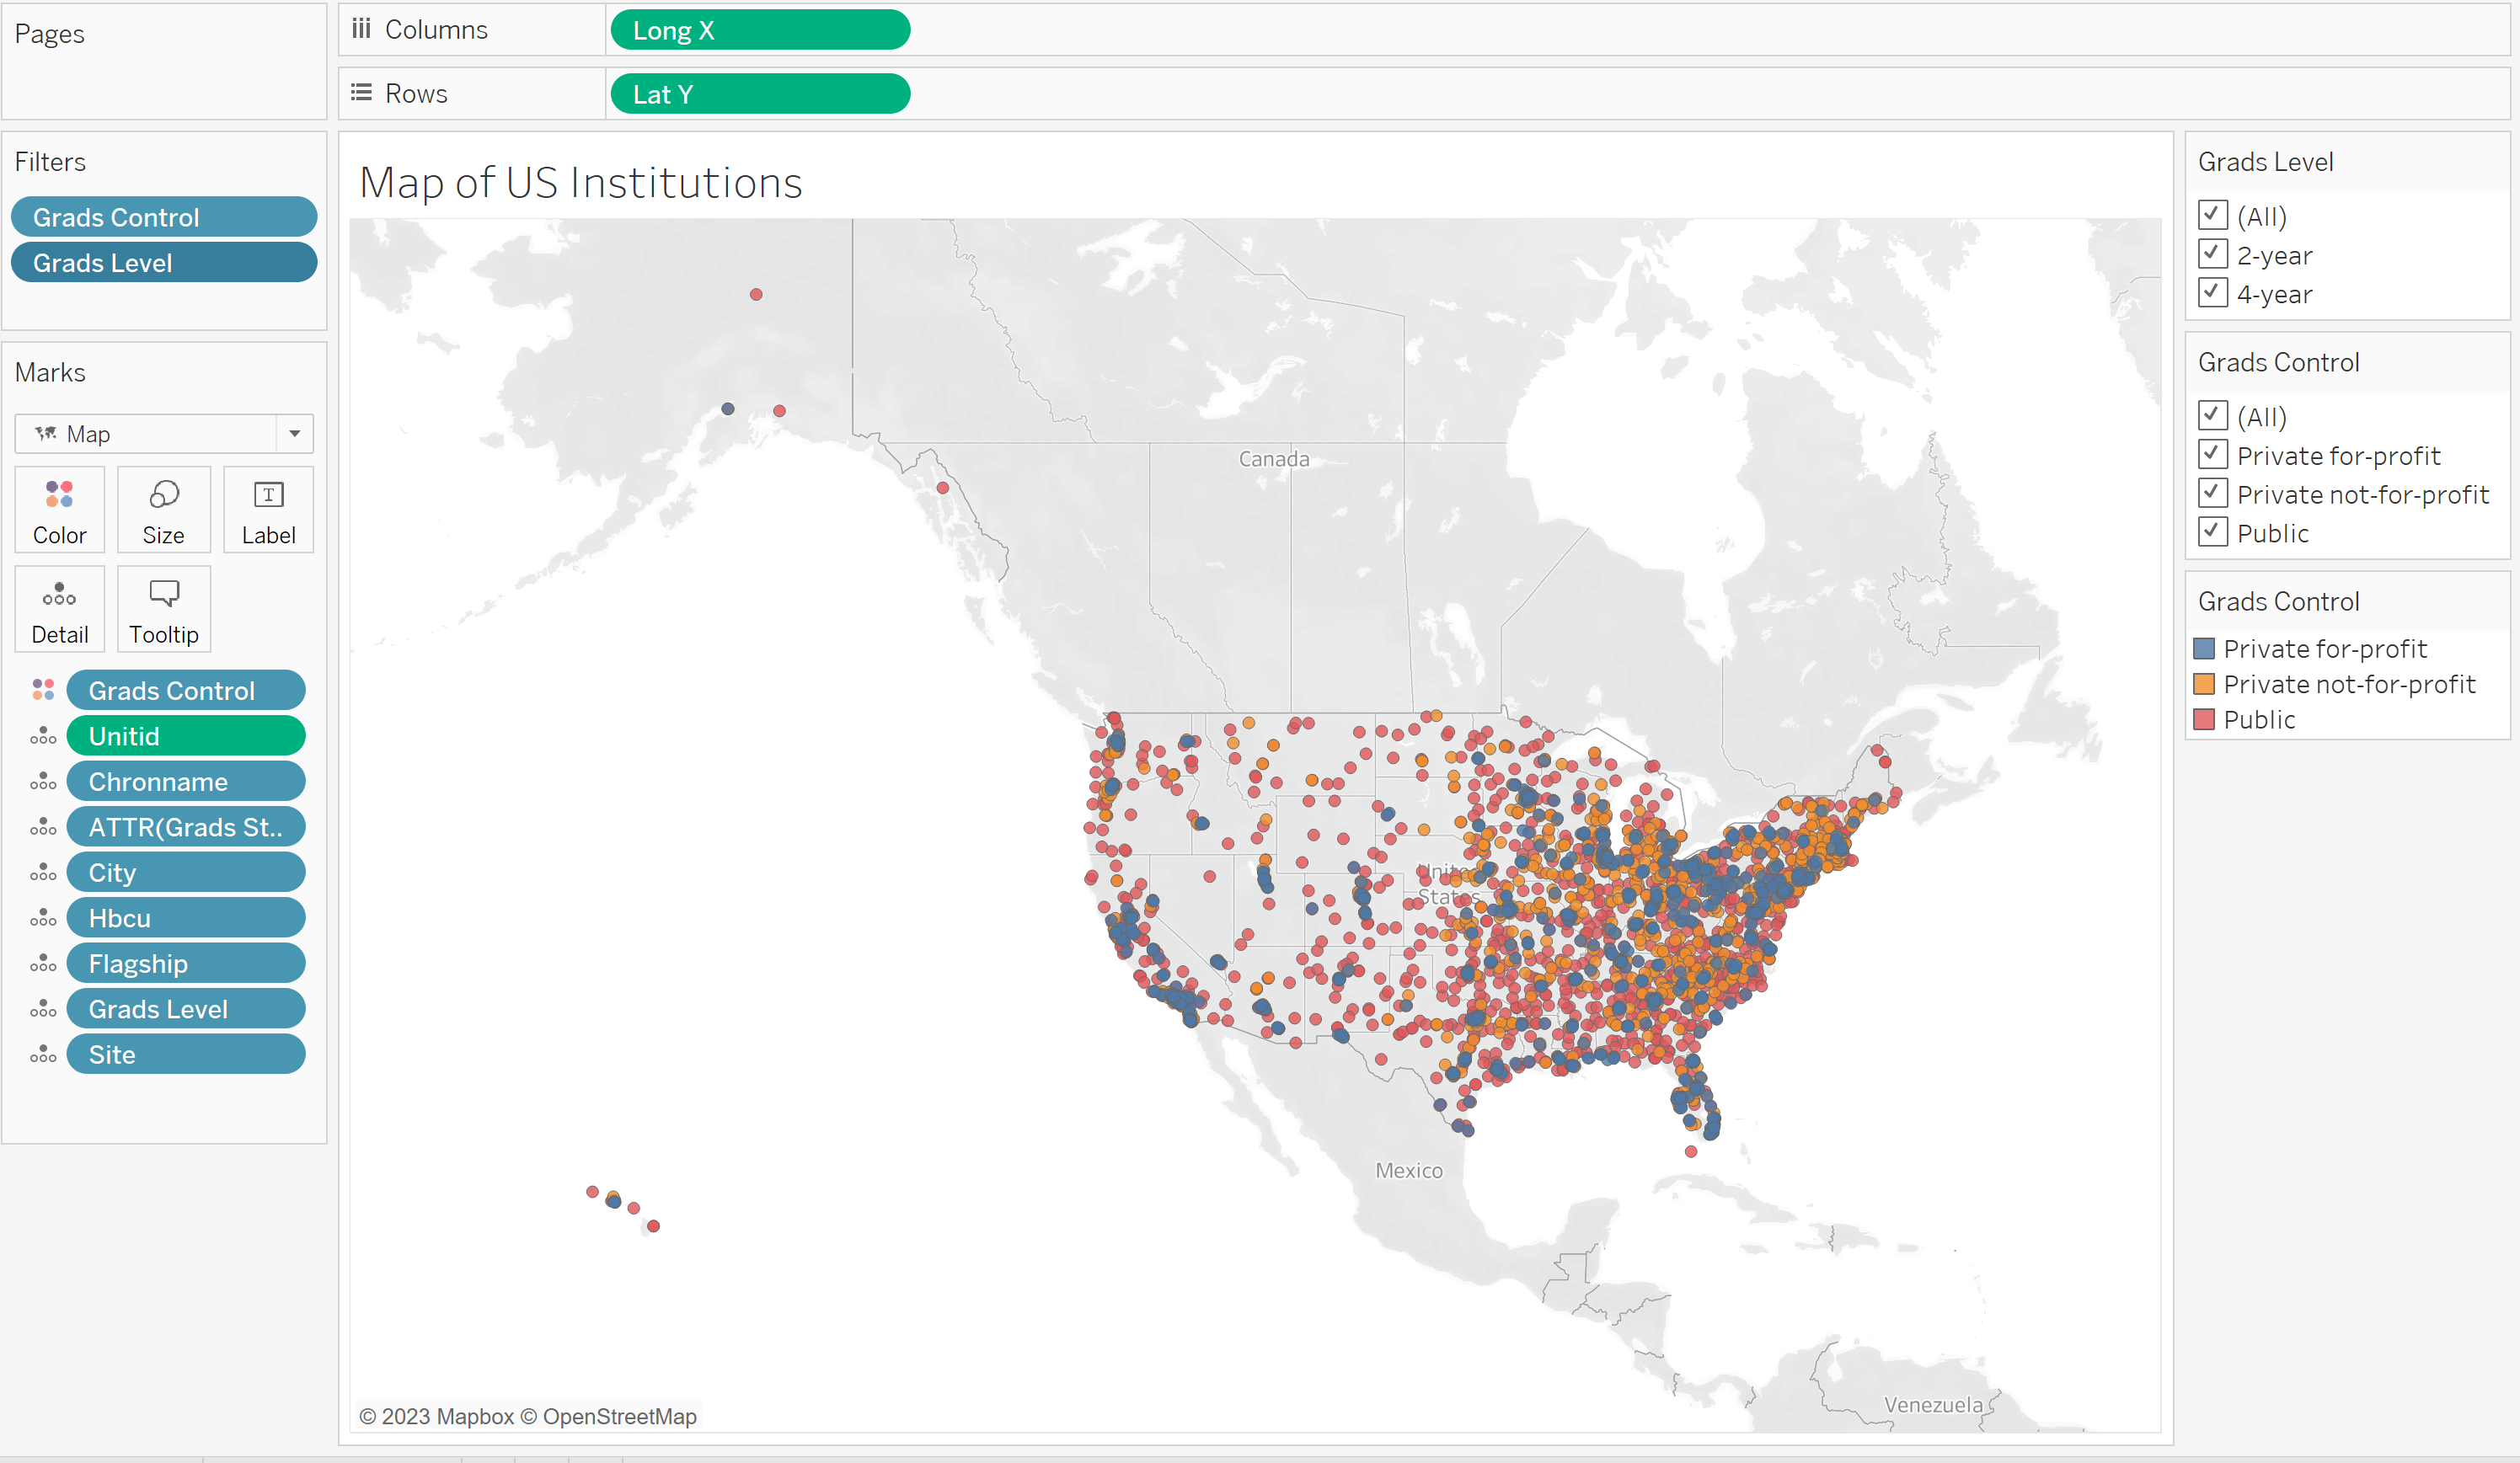 Pages
Columns
Long X
Rows
Lat Y
Filters
Grads Control
Grads Level
Marks
Map
Color
Size
Label
Detail
Tooltip
Grads Control
Unitid
Chronname
ATTR(Grads St..
City
Hbcu
Flagship
Grads Level
Site
Map of US Institutions
Canada
United
States
Mexico
Venezuela
© 2023 Mapbox © OpenStreetMap
Grads Level
(All)
2-year
4-year
Grads Control
(All)
Private for-profit
Private not-for-profit
Public
Grads Control
Private for-profit
Private not-for-profit
Public